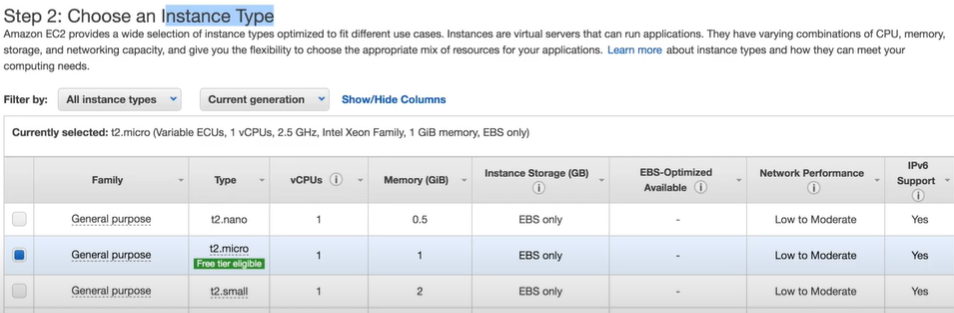 Step 2: Choose an Instance Type
Amazon EC2 provides a wide selection of instance types optimized to fit different use cases. Instances are virtual servers that can run applications. They have varying combinations of CPU, memory,
storage, and networking capacity, and give you the flexibility to choose the appropriate mix of resources for your applications. Learn more about instance types and how they can meet your
computing needs.
Filter by: All instance types Current generation Show/Hide Columns
Currently selected: t2.micro (Variable ECUs, 1 vCPUs, 2.5 GHz, Intel Xeon Family, 1 GiB memory, EBS only)
Family Type vCPUs Memory (GiB) Instance Storage (GB) EBS-Optimized Available Network Performance IPv6 Support
General purpose t2.nano 1 0.5 EBS only - Low to Moderate Yes
General purpose t2.micro Free tier eligible 1 1 EBS only - Low to Moderate Yes
General purpose t2.small 1 2 EBS only - Low to Moderate Yes